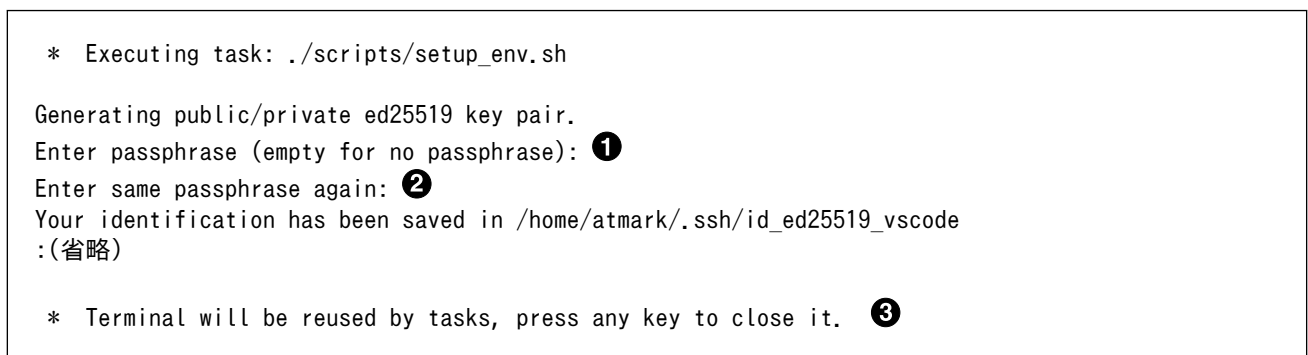 * Executing task: ./scripts/setup_env.sh
Generating public/private ed25519 key pair.
Enter passphrase (empty for no passphrase): ❶
Enter same passphrase again: ❷
Your identification has been saved in /home/atmark/.ssh/id_ed25519_vscode
:(省略)
* Terminal will be reused by tasks, press any key to close it. ❸